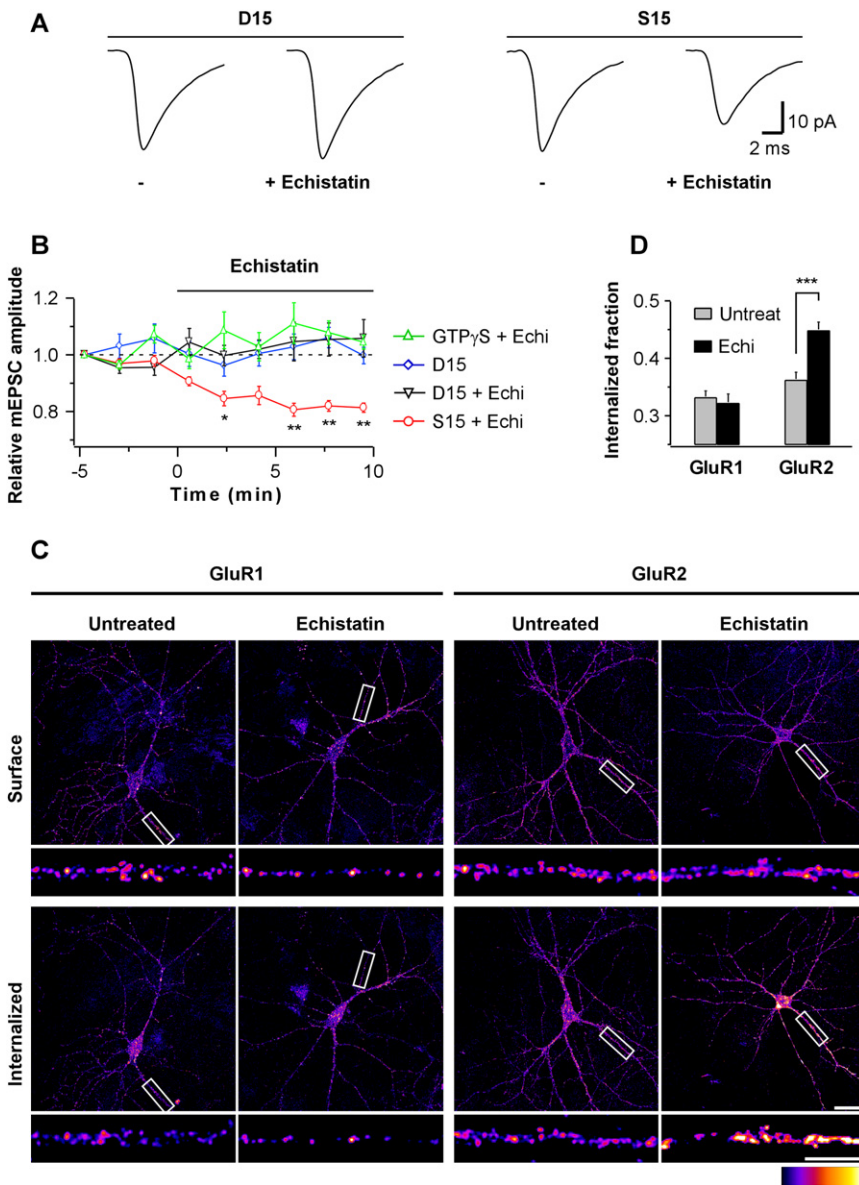 A
D15
S15
-
+ Echistatin
-
+ Echistatin
10 pA
2 ms
B
Echistatin
Relative mEPSC amplitude
1.2
1.0
0.8
-5
0
5
10
Time (min)
*
**
**
**
GTPγS + Echi
D15
D15 + Echi
S15 + Echi
D
***
Internalized fraction
0.5
0.4
0.3
Untreat
Echi
GluR1
GluR2
C
GluR1
GluR2
Untreated
Echistatin
Untreated
Echistatin
Surface
Internalized